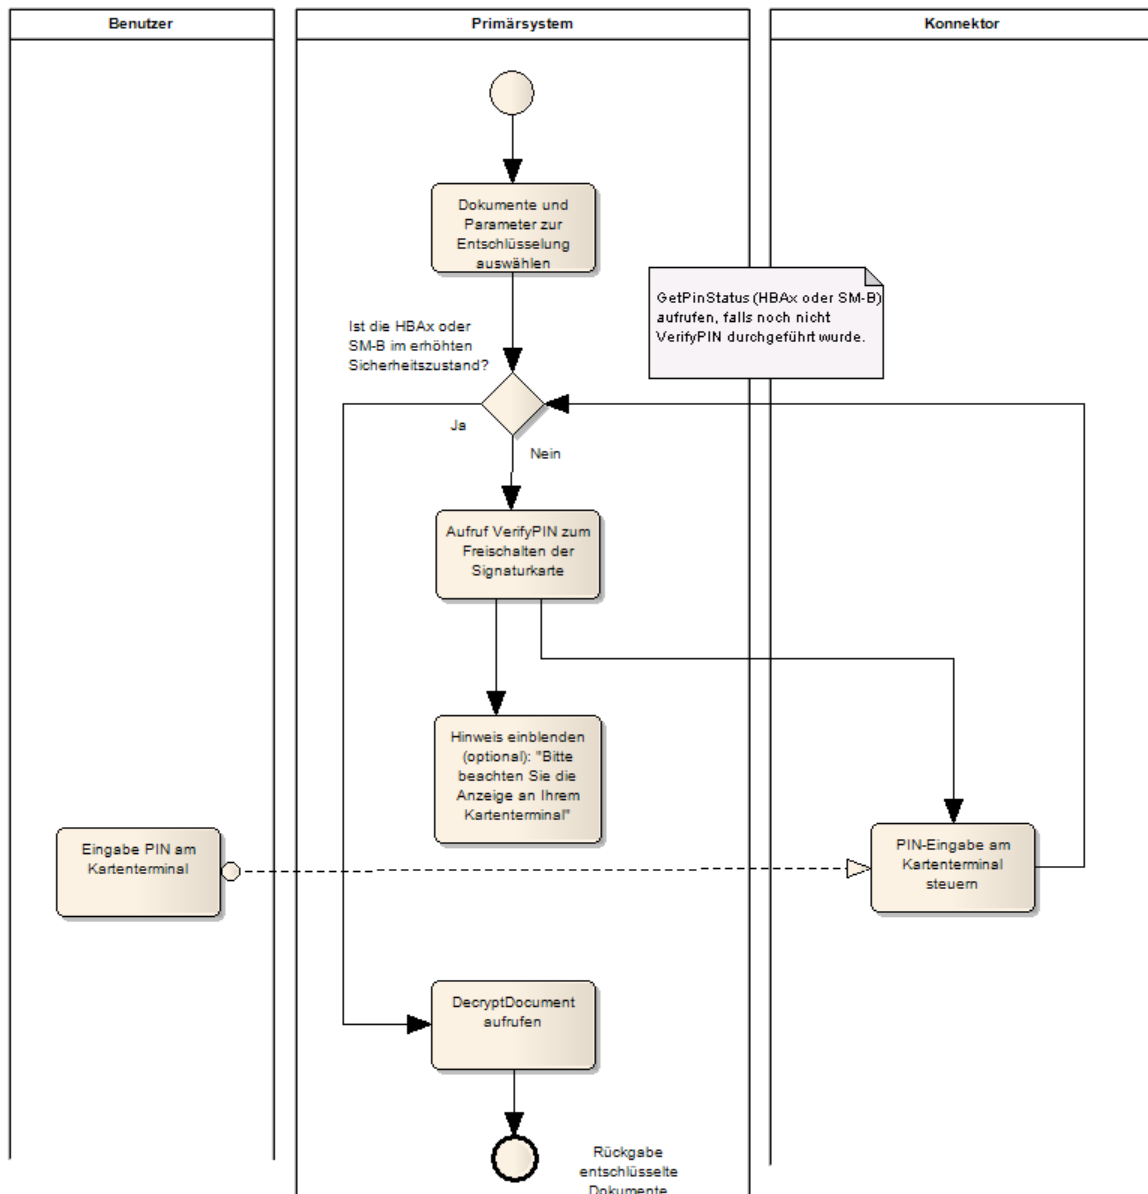 Benutzer
Primärsystem
Konnektor
Dokumente und
Parameter zur
Entschlüsselung
auswählen
GetPinStatus (HBAx oder SM-B)
aufrufen, falls noch nicht
VerifyPIN durchgeführt wurde.
Ist die HBAx oder
SM-B im erhöhten
Sicherheitszustand?
Ja
Nein
Aufruf VerifyPIN zum
Freischalten der
Signaturkarte
Hinweis einblenden
(optional): "Bitte
beachten Sie die
Anzeige an Ihrem
Kartenterminal"
Eingabe PIN am
Kartenterminal
PIN-Eingabe am
Kartenterminal
steuern
DecryptDocument
aufrufen
Rückgabe
entschlüsselte
Dokumente